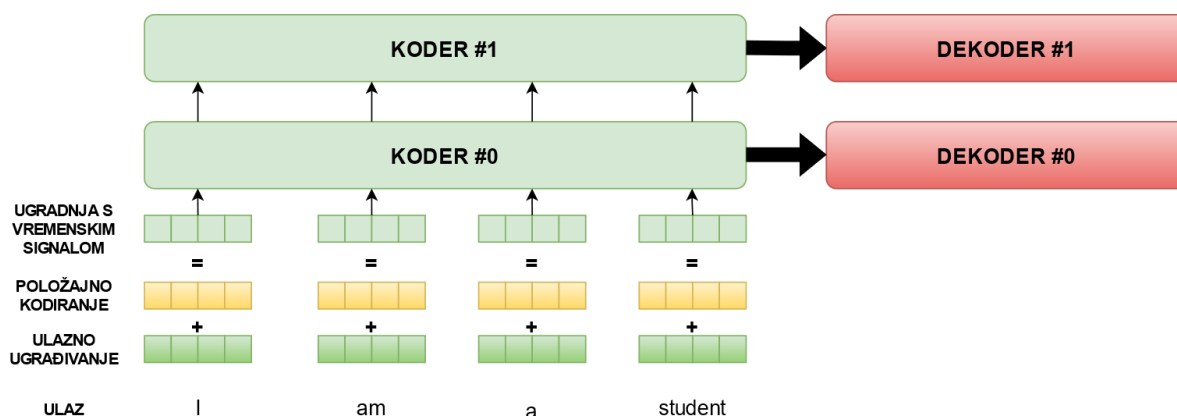 KODER #1
DEKODER #1
KODER #0
DEKODER #0
UGRADNJA S
VREMENSKIM
SIGNALOM
= = = =
POLOŽAJNO
KODIRANJE
+ + + +
ULAZNO
UGRAĐIVANJE
ULAZ I am a student